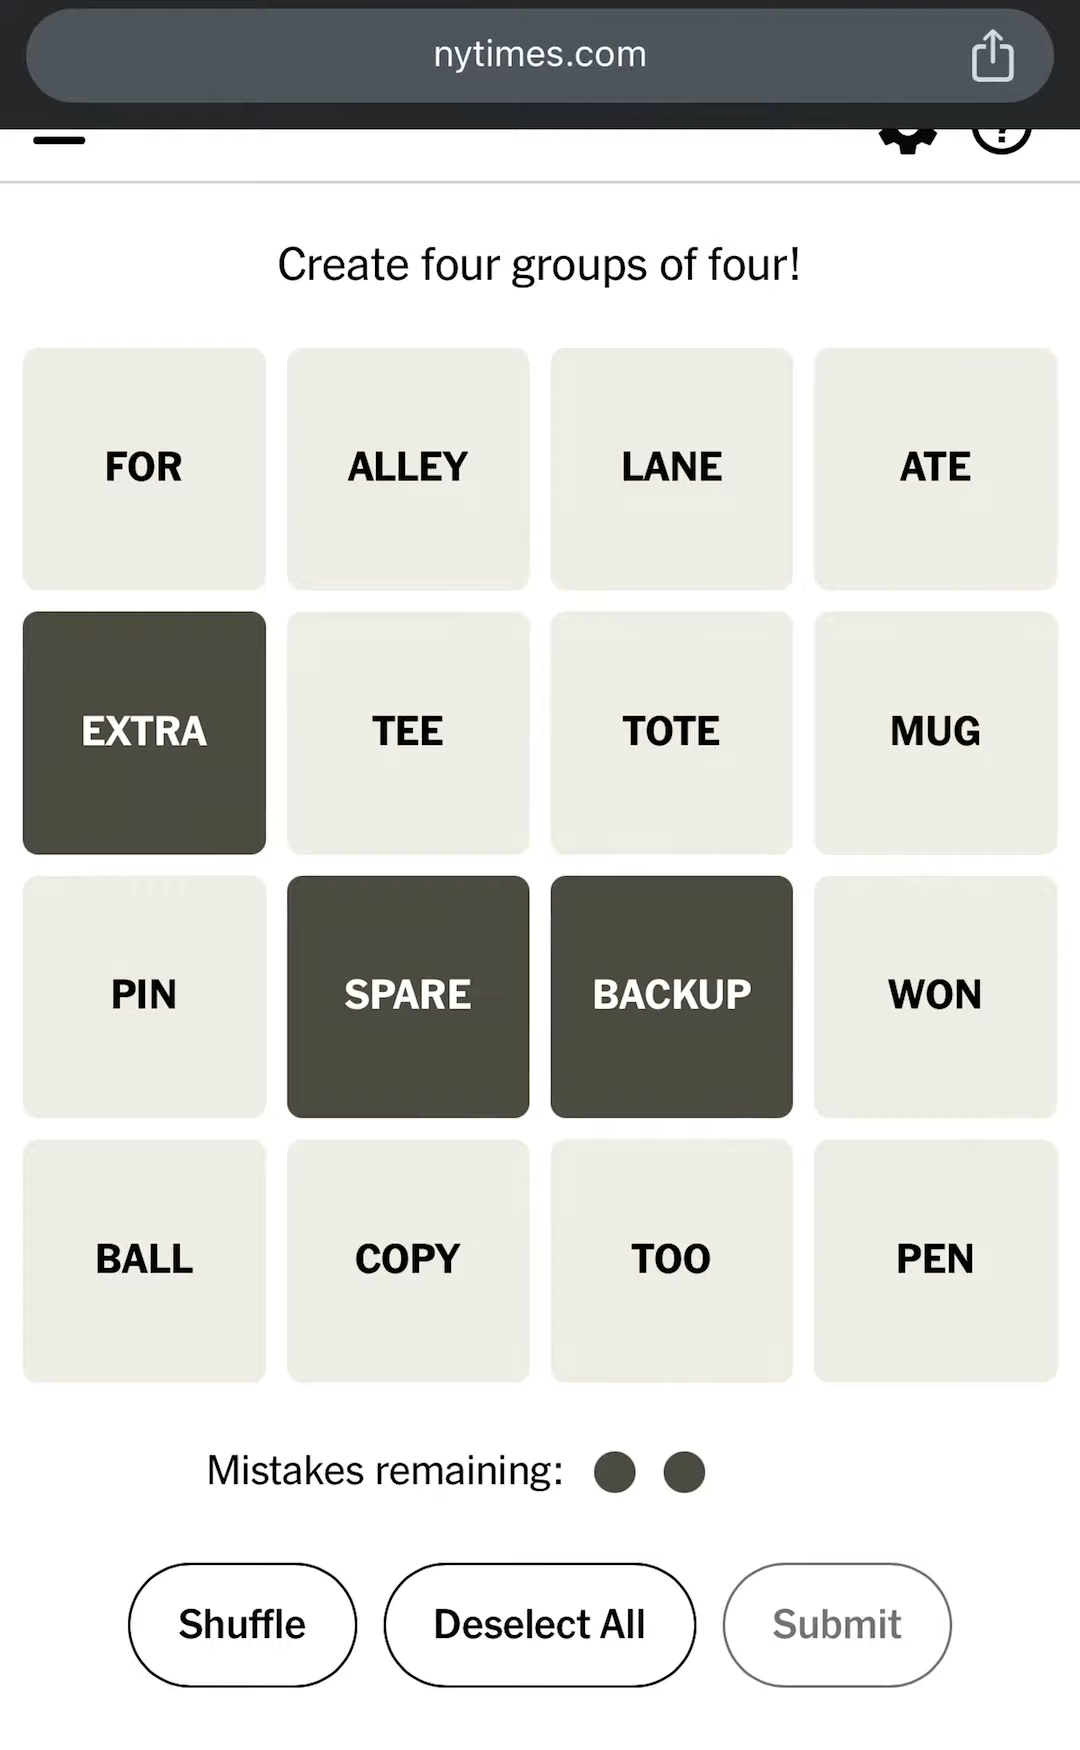 nytimes.com
Create four groups of four!
FOR ALLEY LANE ATE
EXTRA TEE TOTE MUG
PIN SPARE BACKUP WON
BALL COPY TOO PEN
Mistakes remaining:
Shuffle Deselect All Submit